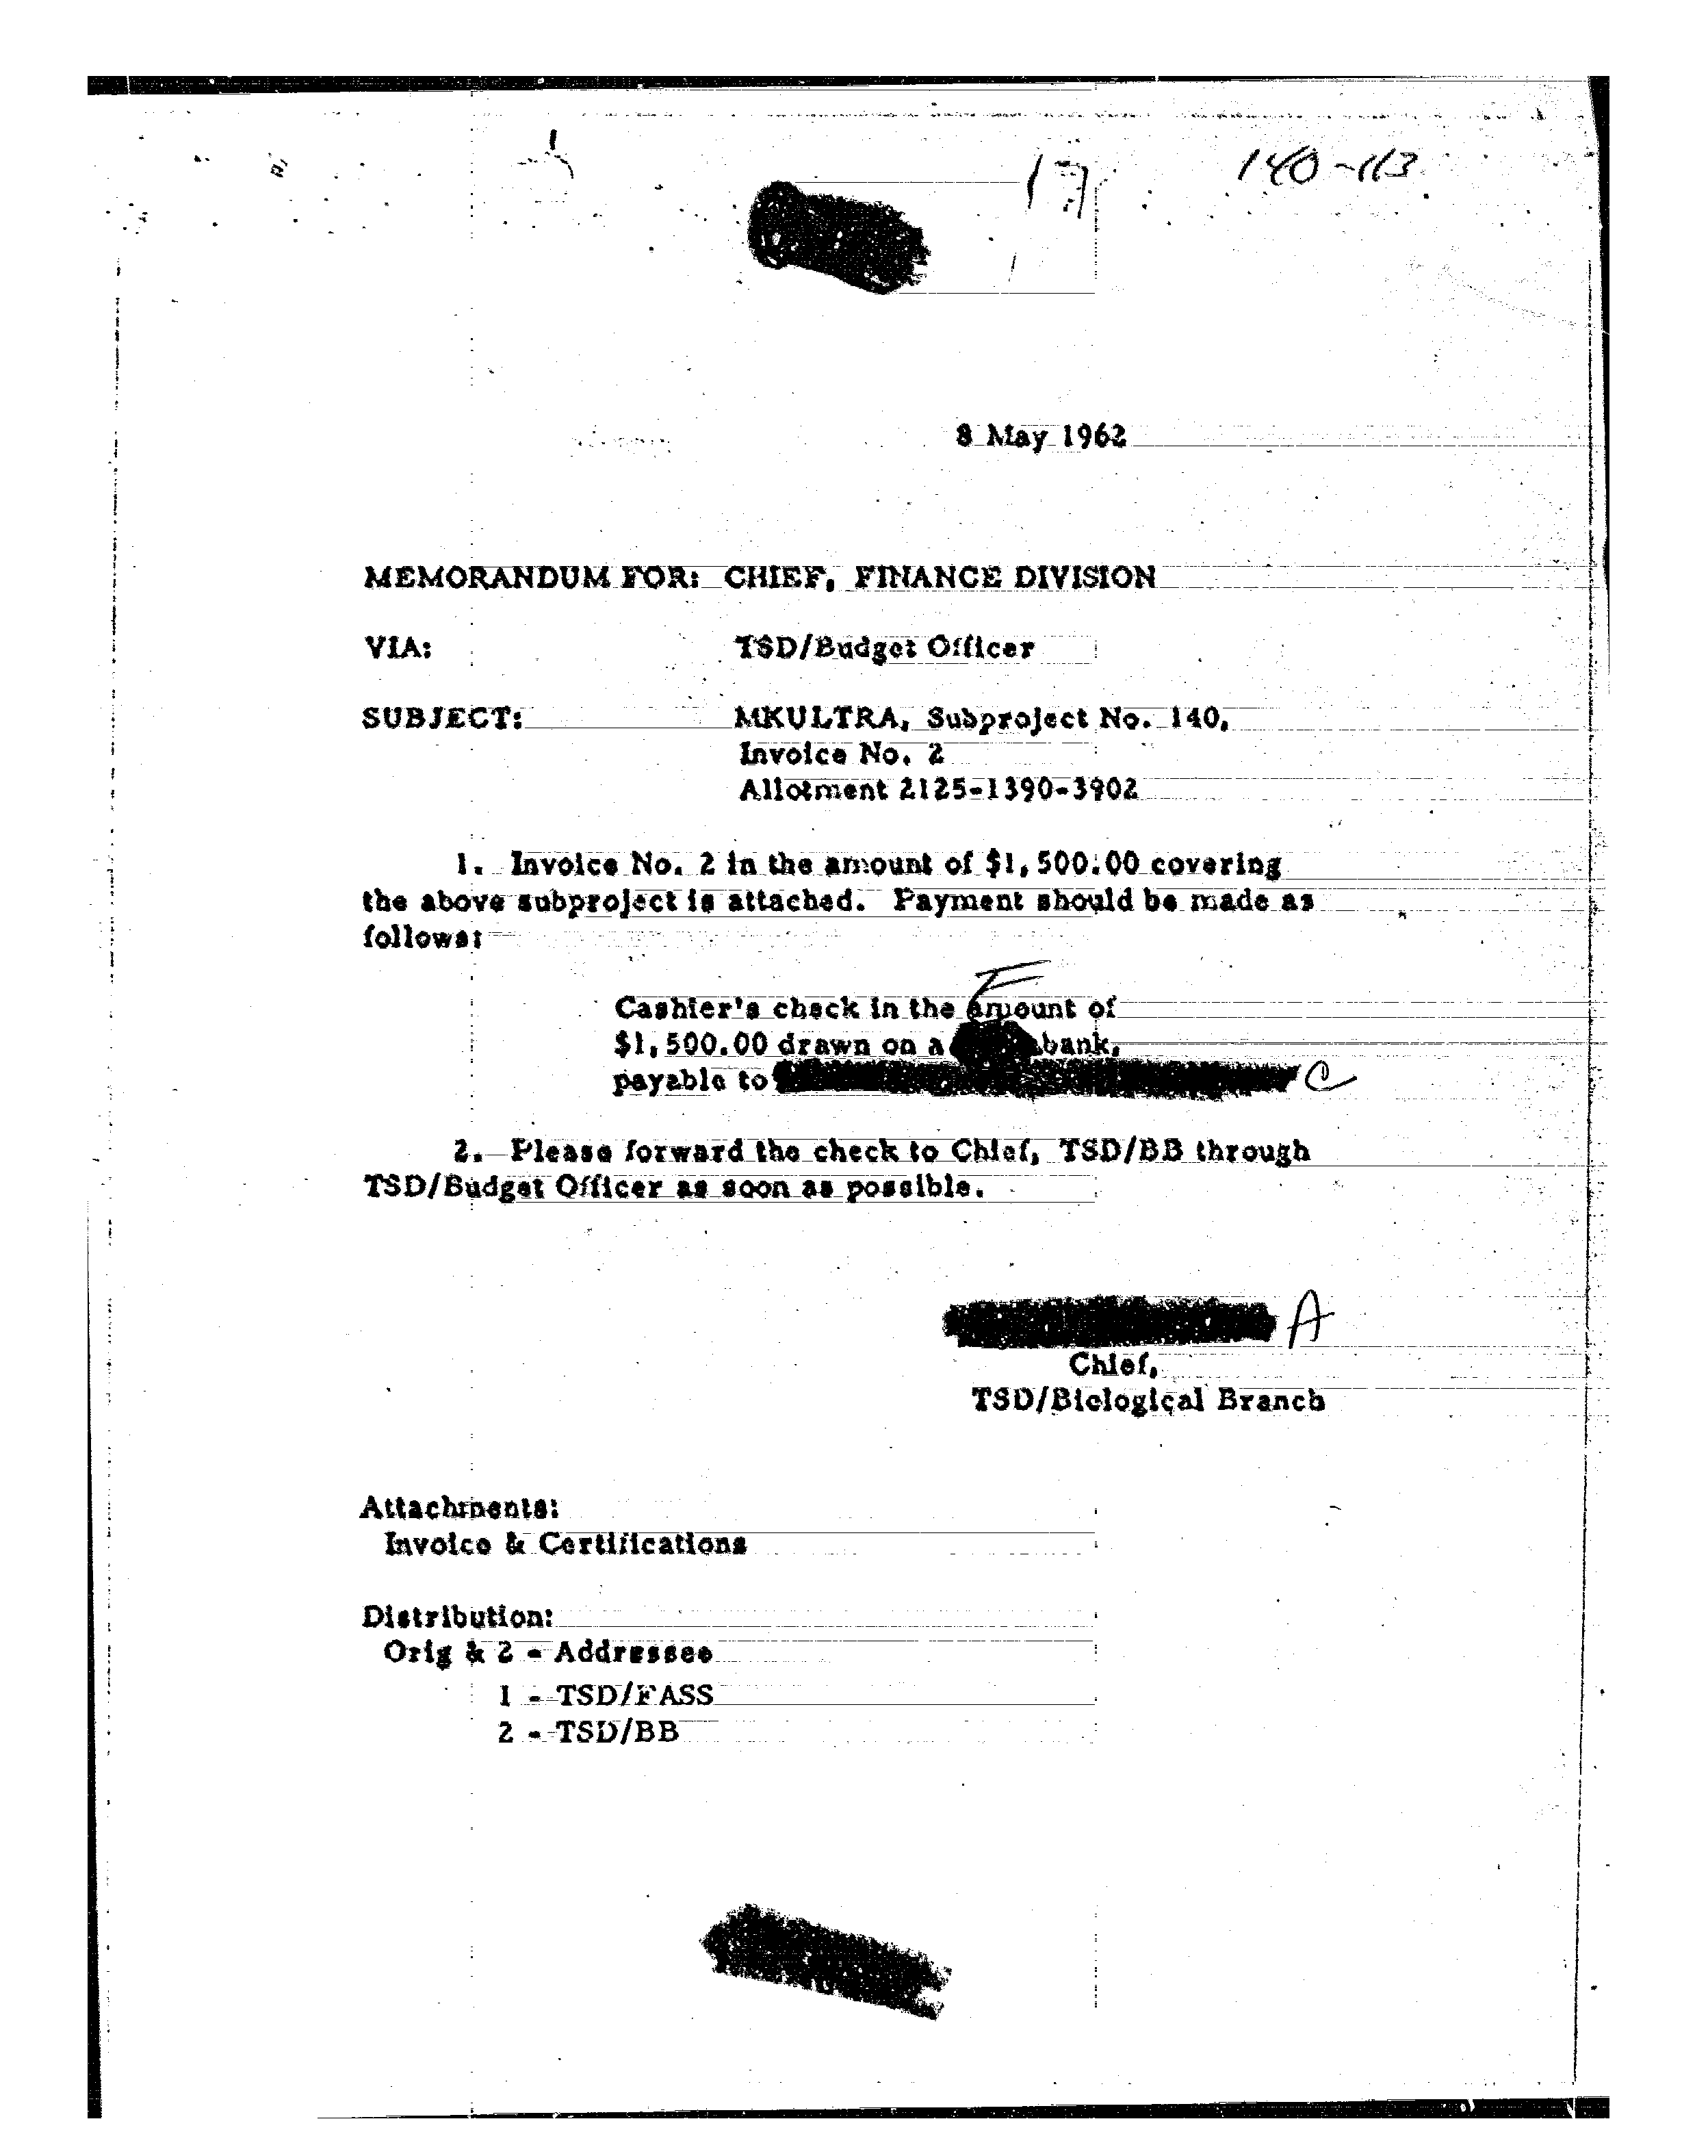 17
140-113
8 May 1962
MEMORANDUM FOR: CHIEF, FINANCE DIVISION
VIA: TSD/Budget Officer
SUBJECT: MKULTRA, Subproject No. 140,
Invoice No. 2
Allotment 2125-1390-3902
1. Invoice No. 2 in the amount of $1,500.00 covering
the above subproject is attached. Payment should be made as
follows:
F
Cashier's check in the amount of
$1,500.00 drawn on a bank,
payable to C
2. Please forward the check to Chief, TSD/BB through
TSD/Budget Officer as soon as possible.
A
Chief,
TSD/Biological Branch
Attachments:
Invoice & Certifications
Distribution:
Orig & 2 - Addressee
1 - TSD/FASS
2 - TSD/BB